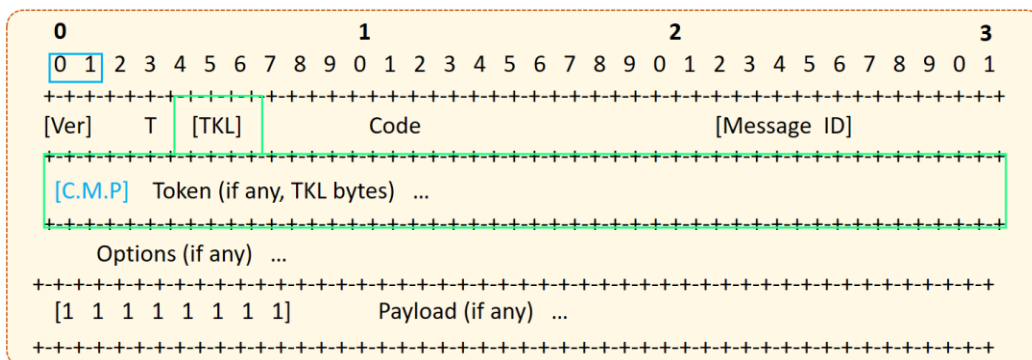 0 1 2 3
0 1 2 3 4 5 6 7 8 9 0 1 2 3 4 5 6 7 8 9 0 1 2 3 4 5 6 7 8 9 0 1
+-+-+-+-+-+-+-+-+-+-+-+-+-+-+-+-+-+-+-+-+-+-+-+-+-+-+-+-+-+-+-+-+
[Ver] T [TKL] Code [Message ID]
+-+-+-+-+-+-+-+-+-+-+-+-+-+-+-+-+-+-+-+-+-+-+-+-+-+-+-+-+-+-+-+-+
[C.M.P] Token (if any, TKL bytes) ...
+-+-+-+-+-+-+-+-+-+-+-+-+-+-+-+-+-+-+-+-+-+-+-+-+-+-+-+-+-+-+-+-+
Options (if any) ...
+-+-+-+-+-+-+-+-+-+-+-+-+-+-+-+-+-+-+-+-+-+-+-+-+-+-+-+-+-+-+-+-+
[1 1 1 1 1 1 1 1] Payload (if any) ...
+-+-+-+-+-+-+-+-+-+-+-+-+-+-+-+-+-+-+-+-+-+-+-+-+-+-+-+-+-+-+-+-+